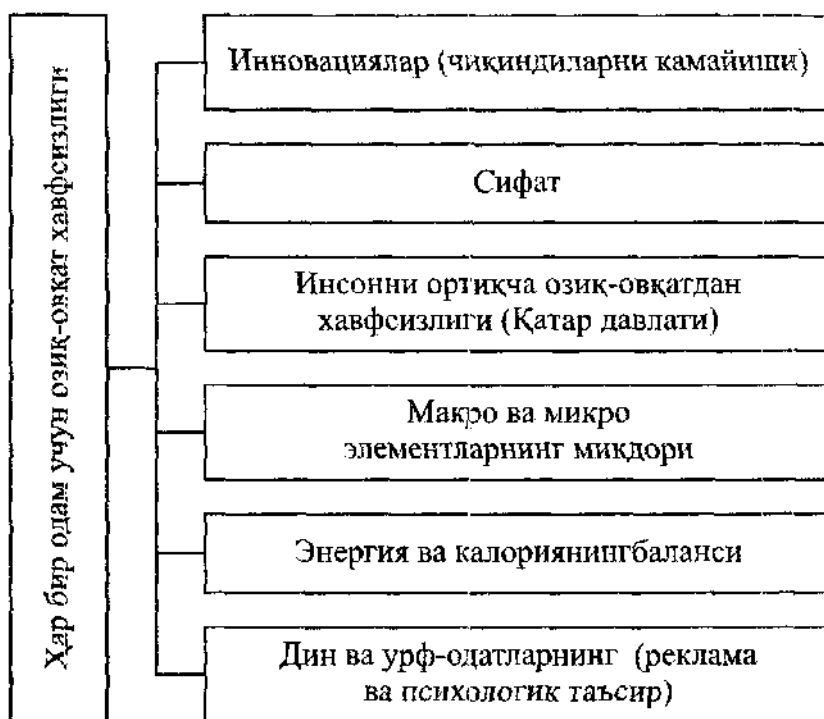 Ҳар бир одам учун озиқ-овқат хавфсизлиги
Инновациялар (чиқиндиларни камайиши)
Сифат
Инсонни ортиқча озиқ-овқатдан
хавфсизлиги (Қатар давлати)
Макро ва микро
элементларнинг миқдори
Энергия ва калориянингбаланси
Дин ва урф-одатларнинг (реклама
ва психологик таъсир)